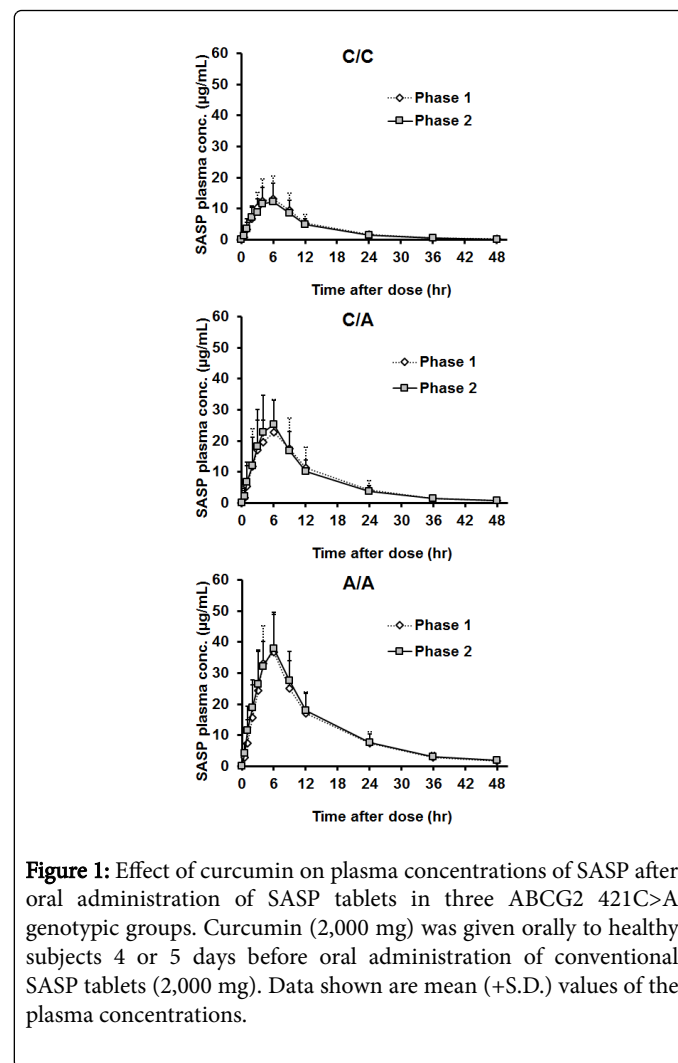 C/C
SASP plasma conc. (µg/mL)
60
50
40
30
20
10
0
Phase 1
Phase 2
0 6 12 18 24 30 36 42 48
Time after dose (hr)
C/A
SASP plasma conc. (µg/mL)
60
50
40
30
20
10
0
Phase 1
Phase 2
0 6 12 18 24 30 36 42 48
Time after dose (hr)
A/A
SASP plasma conc. (µg/mL)
60
50
40
30
20
10
0
Phase 1
Phase 2
0 6 12 18 24 30 36 42 48
Time after dose (hr)
Figure 1: Effect of curcumin on plasma concentrations of SASP after
oral administration of SASP tablets in three ABCG2 421C>A
genotypic groups. Curcumin (2,000 mg) was given orally to healthy
subjects 4 or 5 days before oral administration of conventional
SASP tablets (2,000 mg). Data shown are mean (+S.D.) values of the
plasma concentrations.